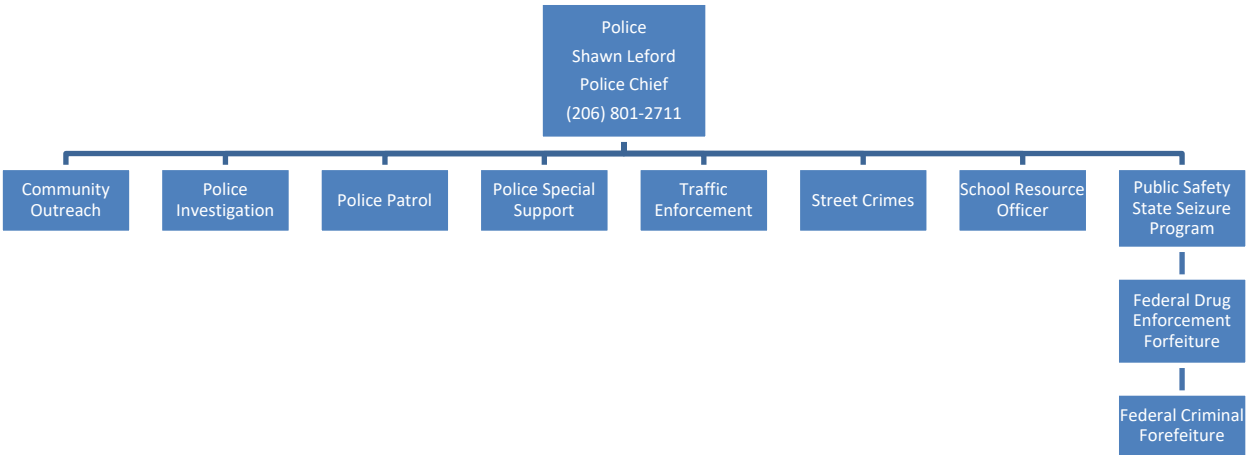 Police
Shawn Leford
Police Chief
(206) 801-2711
Community
Outreach
Police
Investigation
Police Patrol
Police Special
Support
Traffic
Enforcement
Street Crimes
School Resource
Officer
Public Safety
State Seizure
Program
Federal Drug
Enforcement
Forfeiture
Federal Criminal
Forefeiture